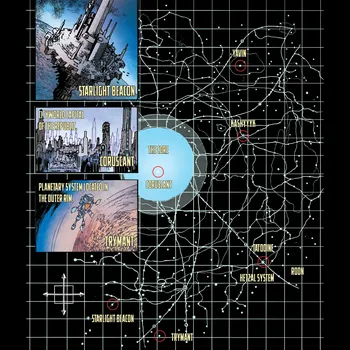 STARLIGHT BEACON
CITYWORLD CAPITAL
OF THE REPUBLIC
CORUSCANT
PLANETARY SYSTEM LOCATED IN
THE OUTER RIM
TRYMANT
YAVIN
KASHYYYK
THE CORE
CORUSCANT
TATOOINE
HETZAL SYSTEM
ROON
STARLIGHT BEACON
TRYMANT